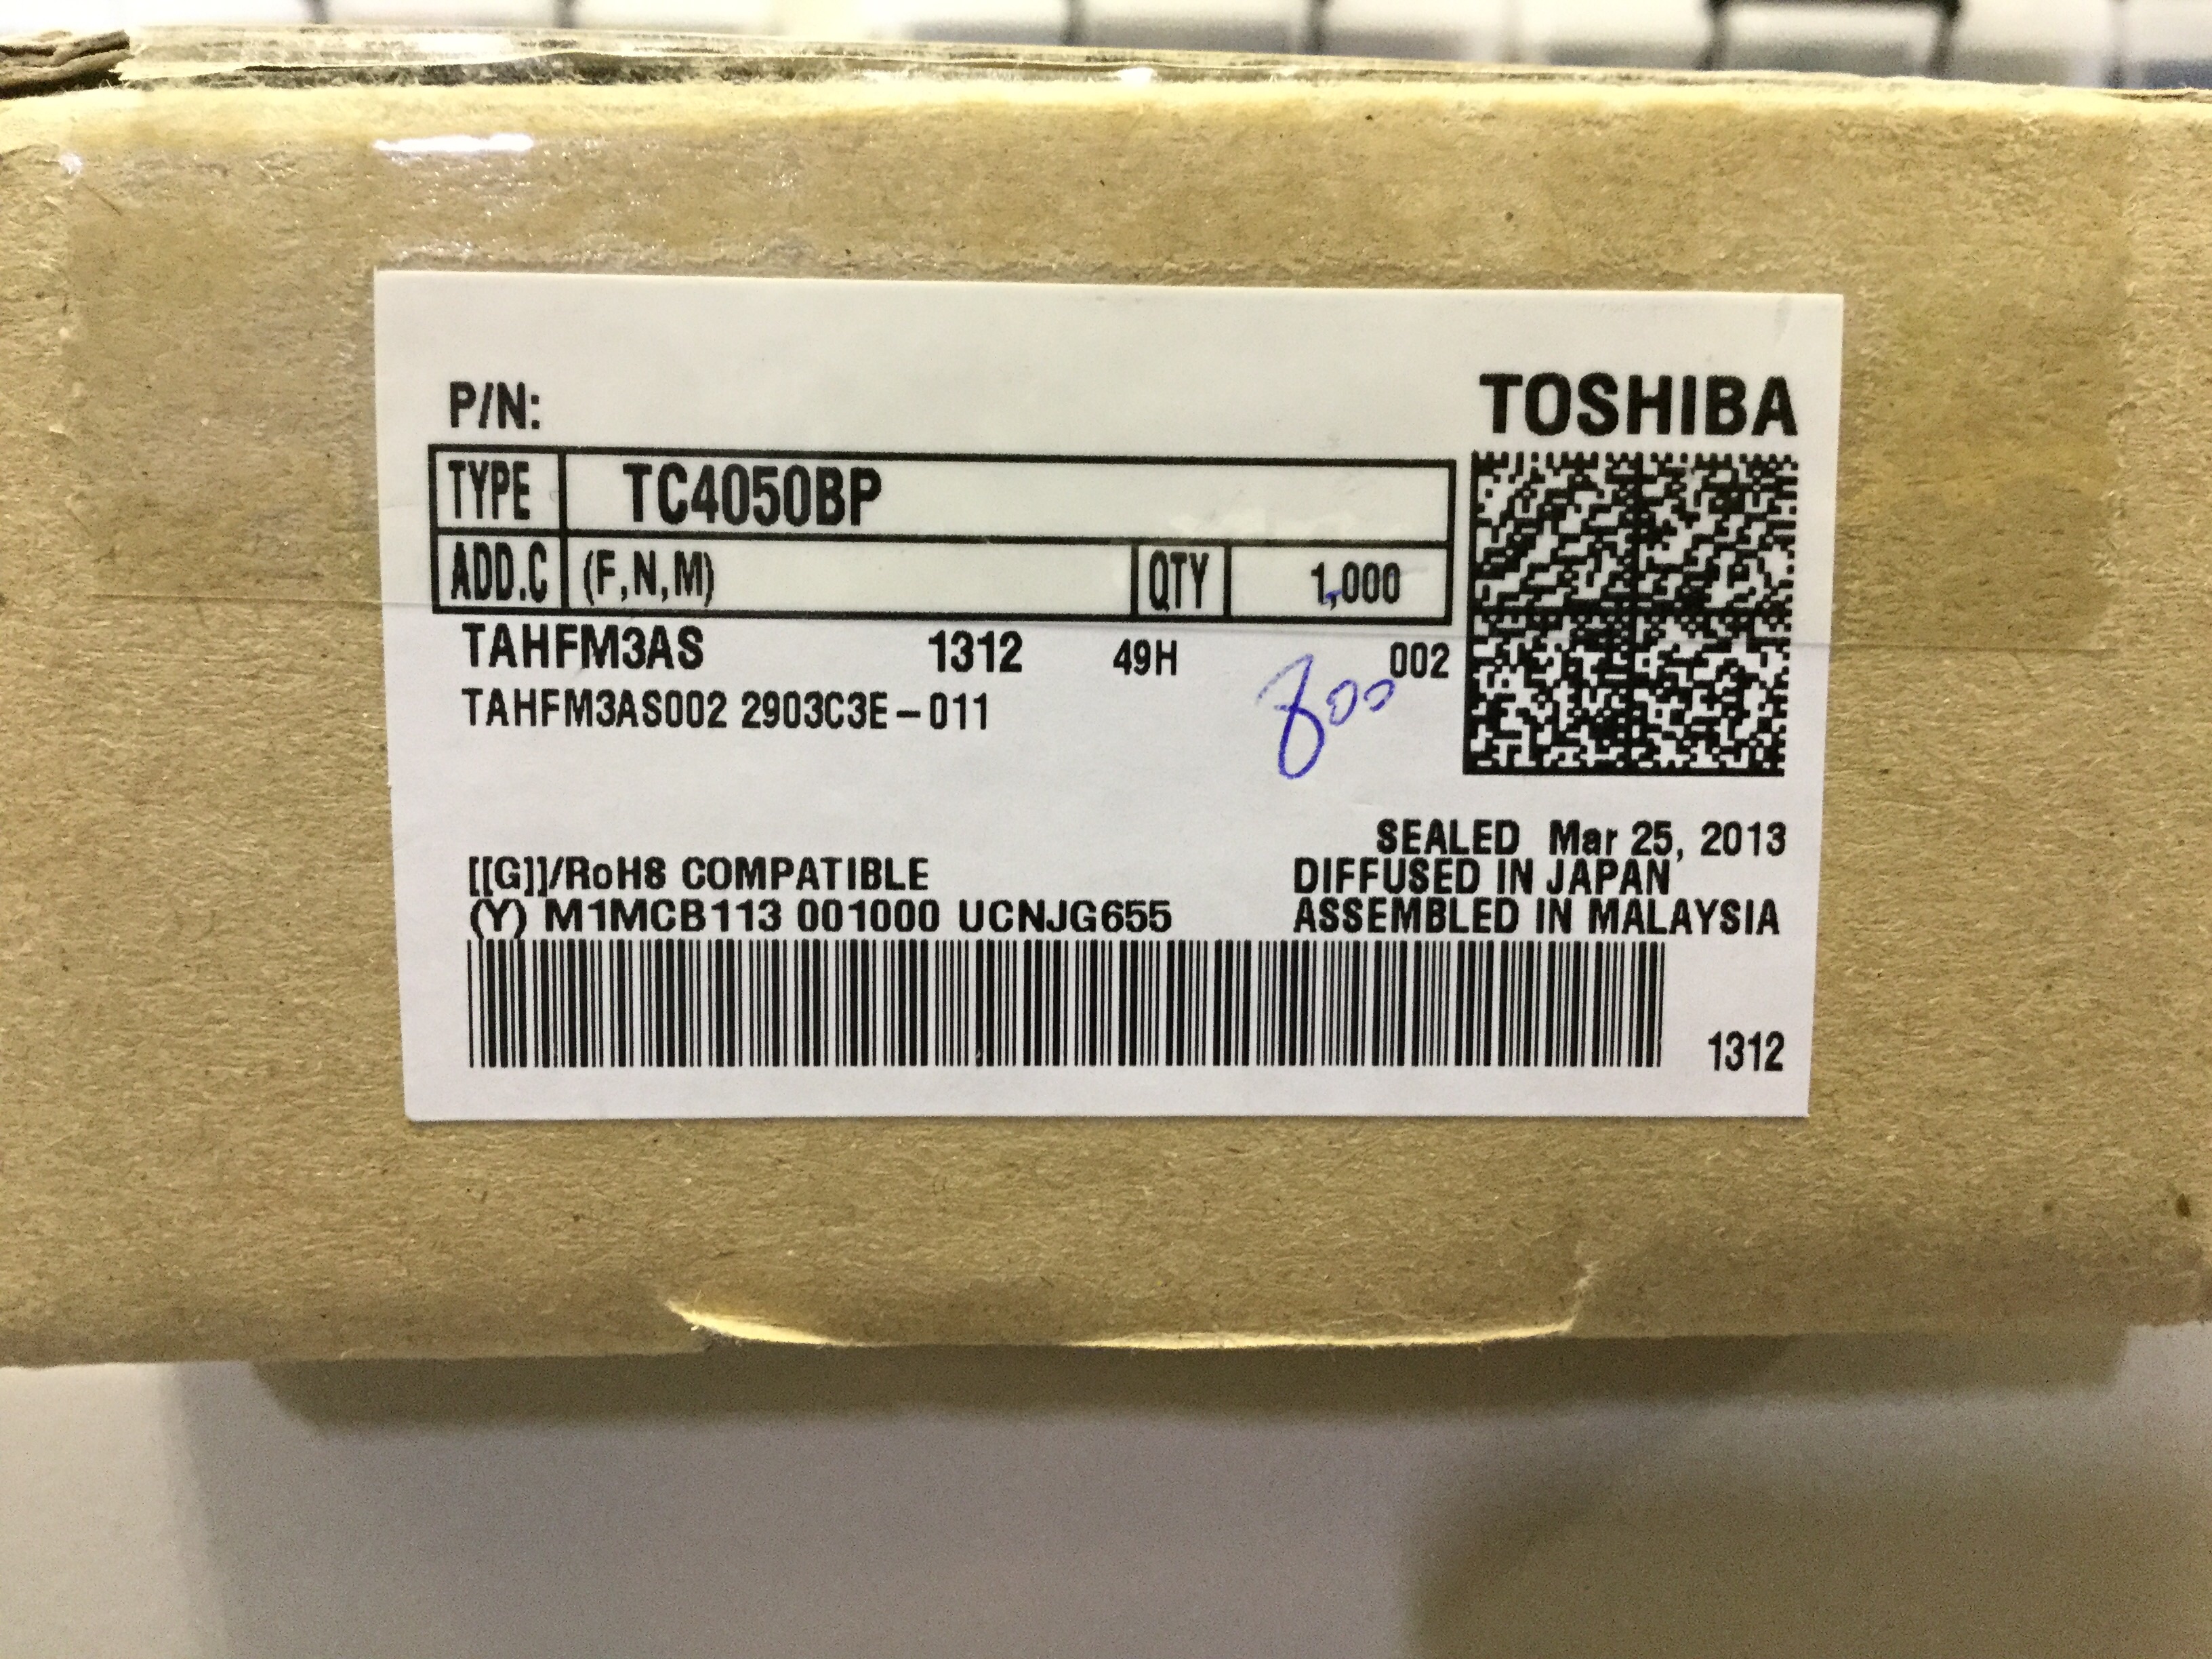 P/N:
TOSHIBA
TYPE TC4050BP
ADD.C (F,N,M) QTY 1,000
TAHFM3AS 1312 49H 002
TAHFM3AS002 2903C3E-011
800
SEALED Mar 25, 2013
[[G]]/RoHS COMPATIBLE
DIFFUSED IN JAPAN
(Y) M1MCB113 001000 UCNJG655
ASSEMBLED IN MALAYSIA
1312